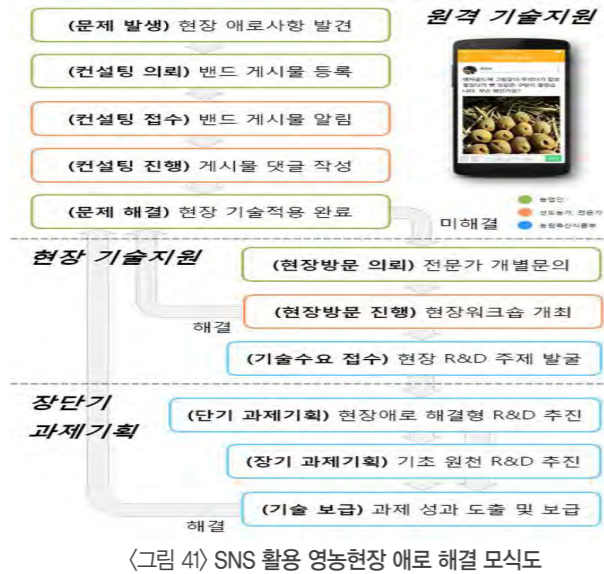 원격 기술지원
(문제 발생) 현장 애로사항 발견
(컨설팅 의뢰) 밴드 게시물 등록
(컨설팅 접수) 밴드 게시물 알림
(컨설팅 진행) 게시물 댓글 작성
(문제 해결) 현장 기술적용 완료
농업인
선도농가, 전문가
농림축산식품부
미해결
현장 기술지원
(현장방문 의뢰) 전문가 개별문의
(현장방문 진행) 현장워크숍 개최
해결
(기술수요 접수) 현장 R&D 주제 발굴
장단기
과제기획
(단기 과제기획) 현장애로 해결형 R&D 추진
(장기 과제기획) 기초 원천 R&D 추진
(기술 보급) 과제 성과 도출 및 보급
해결
〈그림 41〉 SNS 활용 영농현장 애로 해결 모식도